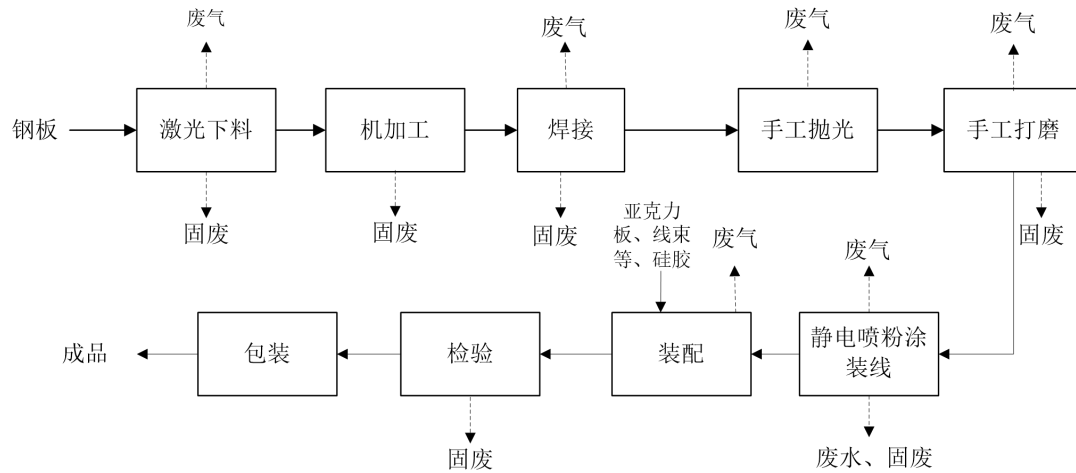 废气
废气
废气
废气
钢板
激光下料
机加工
焊接
手工抛光
手工打磨
固废
固废
固废
固废
亚克力
板、线束
等、硅胶
废气
废气
成品
包装
检验
装配
静电喷粉涂
装线
固废
废水、固废